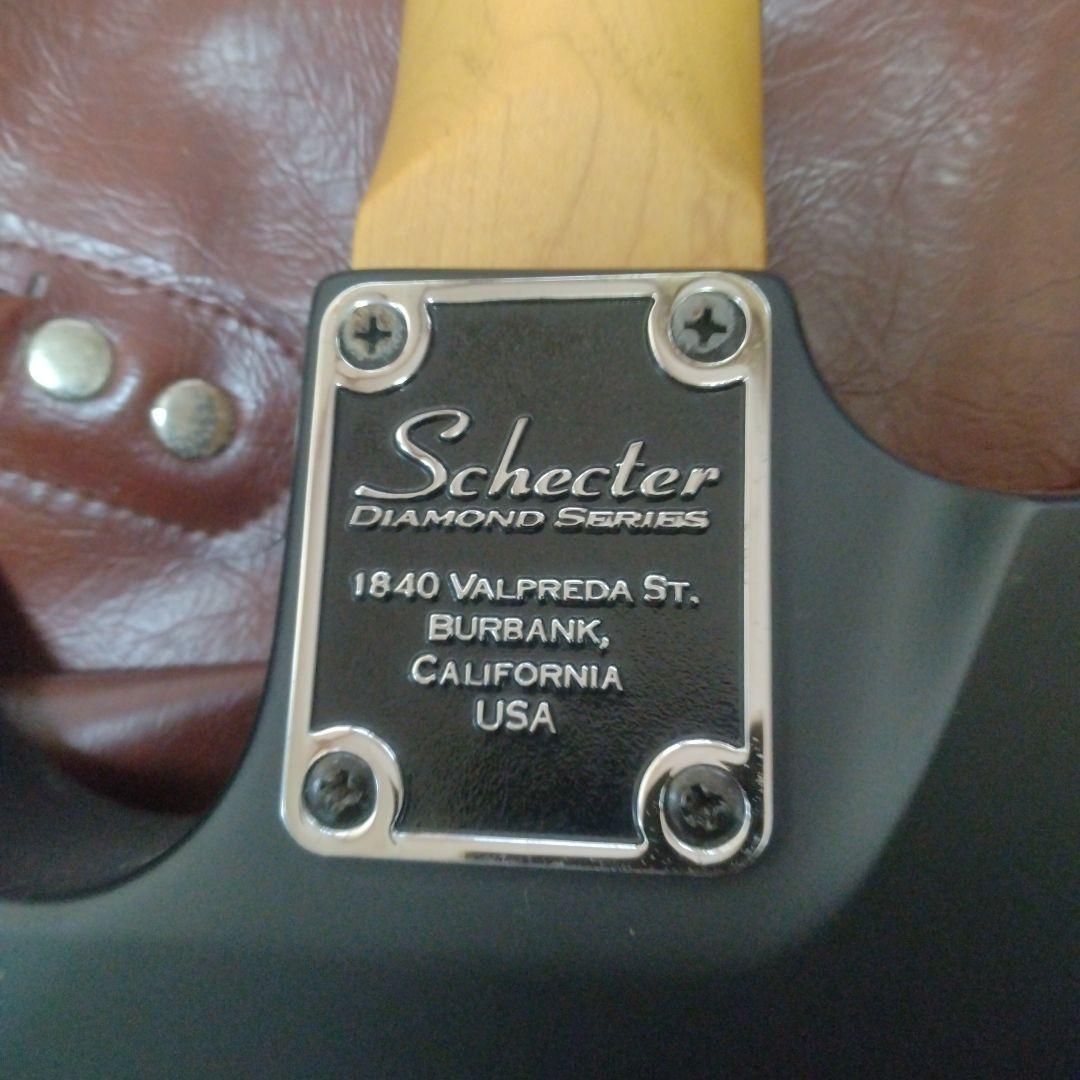 Schecter
DIAMOND SERIES
1840 VALPREDA ST.
BURBANK,
CALIFORNIA
USA